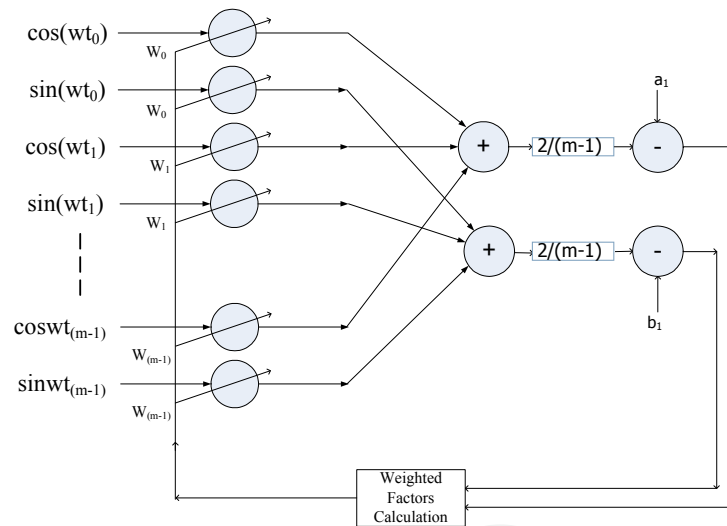 cos(wt₀)
W₀
sin(wt₀)
W₀
a₁
cos(wt₁)
W₁
+
2/(m-1)
-
sin(wt₁)
W₁
+
2/(m-1)
-
b₁
coswt₍ₘ₋₁₎
W₍ₘ₋₁₎
sinwt₍ₘ₋₁₎
W₍ₘ₋₁₎
Weighted
Factors
Calculation